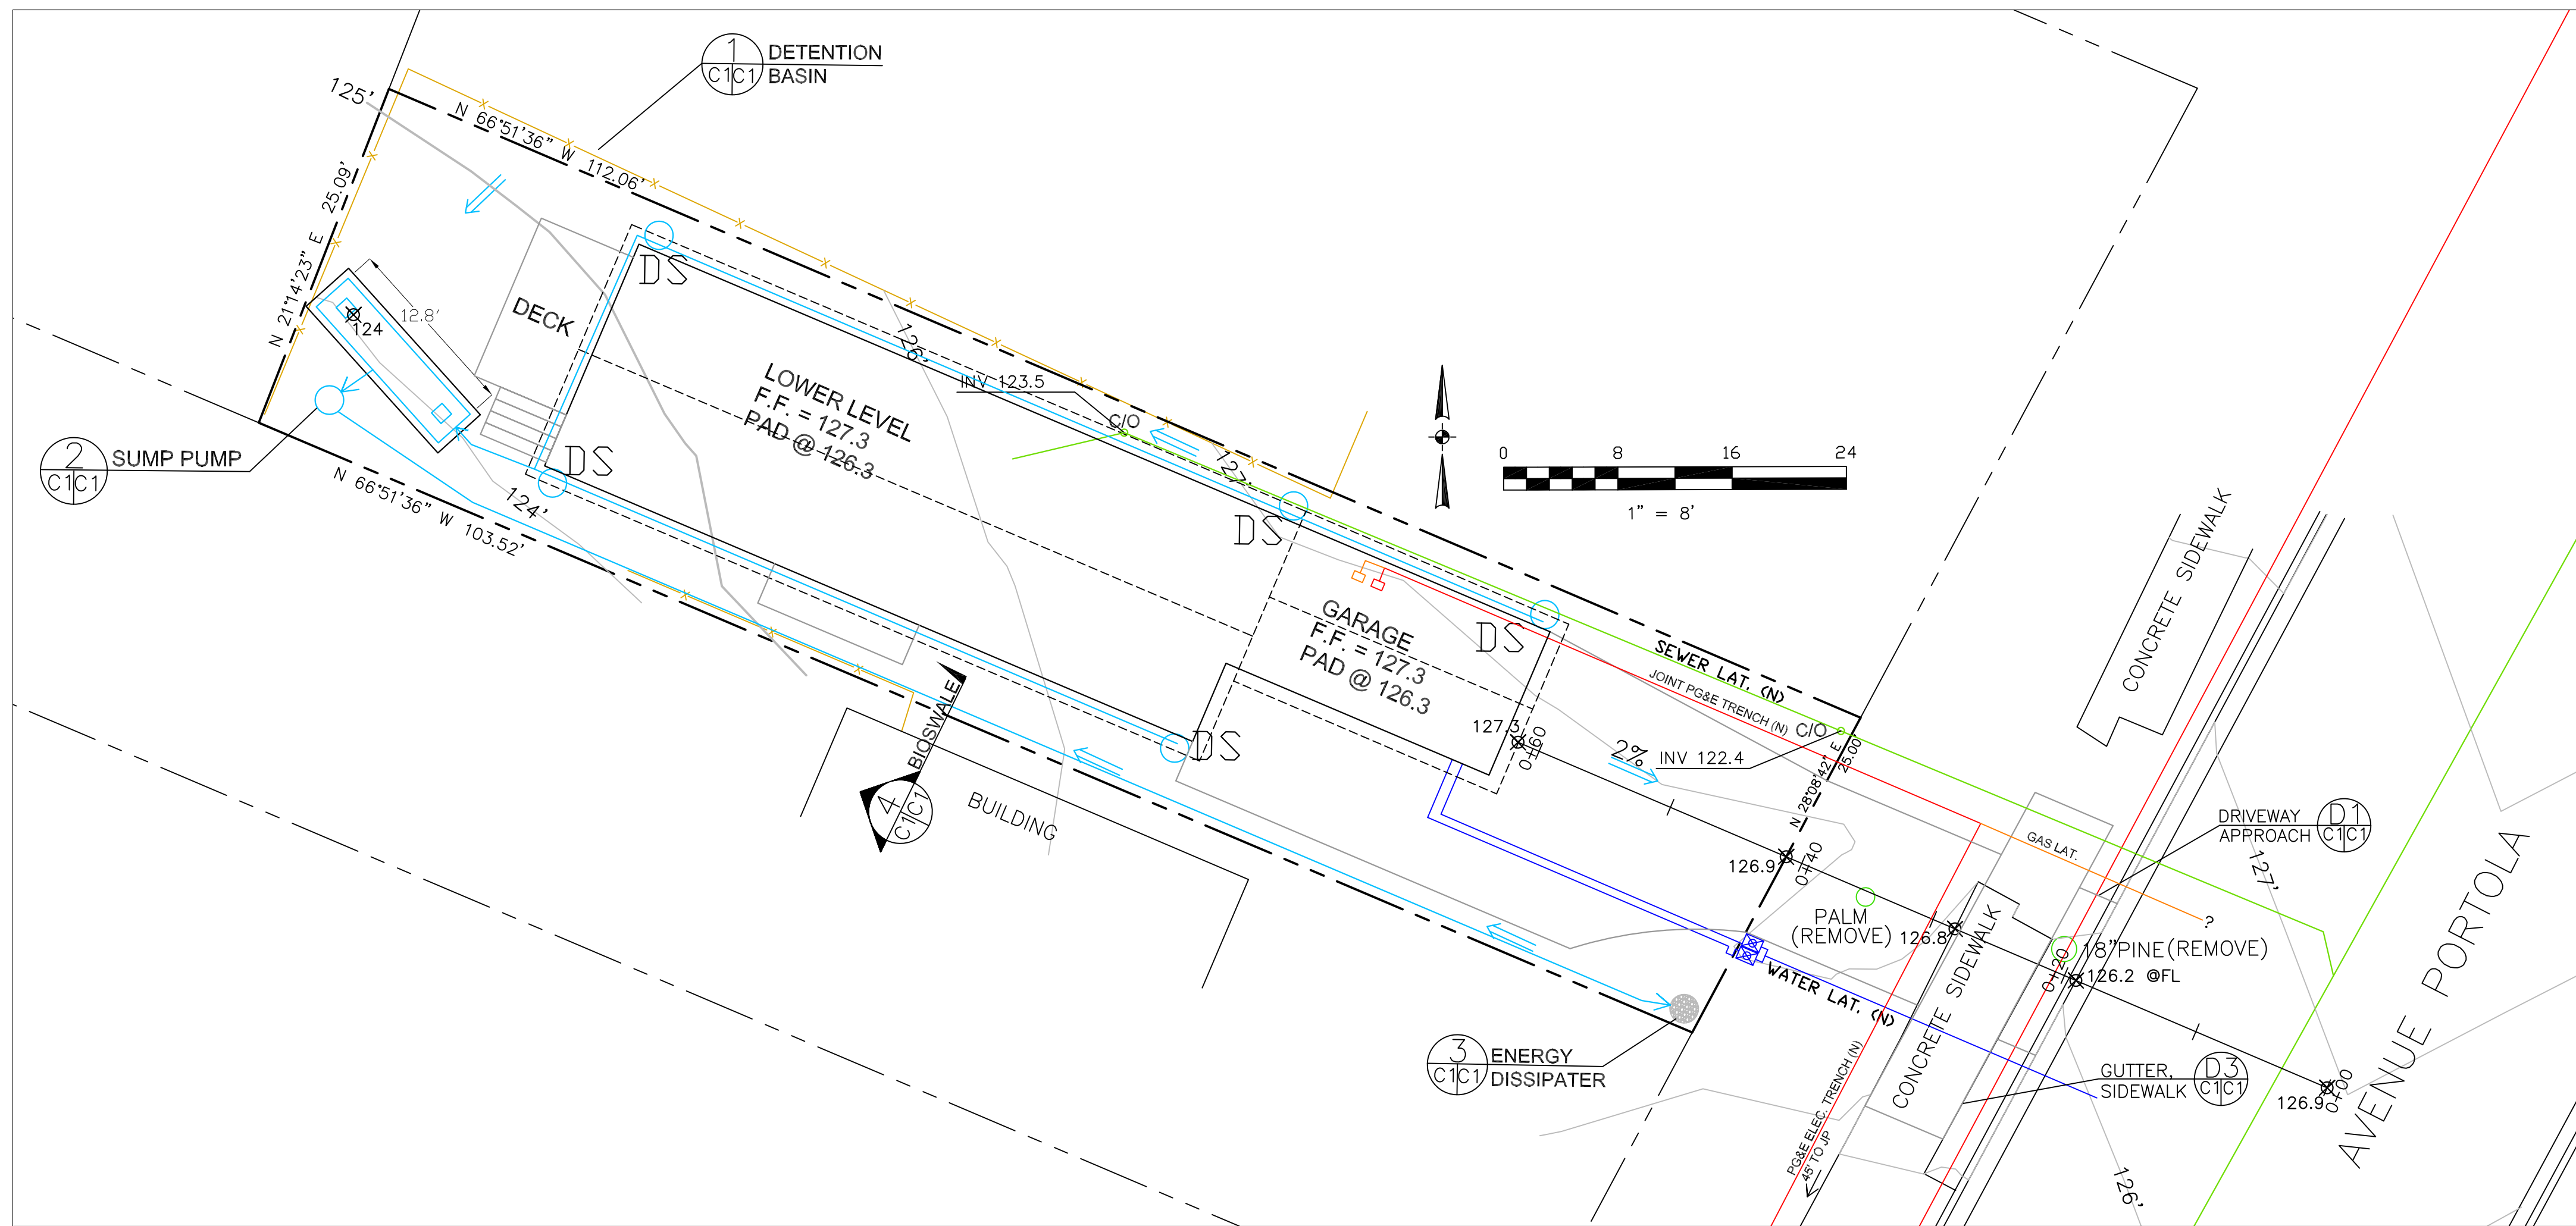 1
C1 C1
DETENTION
BASIN
125'
N 66°51'36" W 112.06'
N 21°14'23" E 25.09'
124
12.8'
DECK
DS
LOWER LEVEL
F.F. = 127.3
PAD @ 126.3
126'
INV 123.5
C/O
127'
0 8 16 24
1" = 8'
2
C1 C1
SUMP PUMP
DS
124'
N 66°51'36" W 103.52'
DS
GARAGE
F.F. = 127.3
PAD @ 126.3
DS
SEWER LAT. (N)
JOINT PG&E TRENCH (N)
C/O
127.3
0+60
2%
INV 122.4
N 28°08'42" E
25.00
DS
BIOSWALE
4
C1 C1
BUILDING
CONCRETE SIDEWALK
DRIVEWAY
APPROACH
D1
C1 C1
GAS LAT.
127'
126.9
0+40
PALM
(REMOVE)
126.8
?
18"PINE(REMOVE)
0+20
126.2 @FL
WATER LAT. (N)
CONCRETE SIDEWALK
3
C1 C1
ENERGY
DISSIPATER
GUTTER,
SIDEWALK
D3
C1 C1
126.9
0+00
AVENUE PORTOLA
PG&E ELEC. TRENCH (N)
45' TO JP
126'